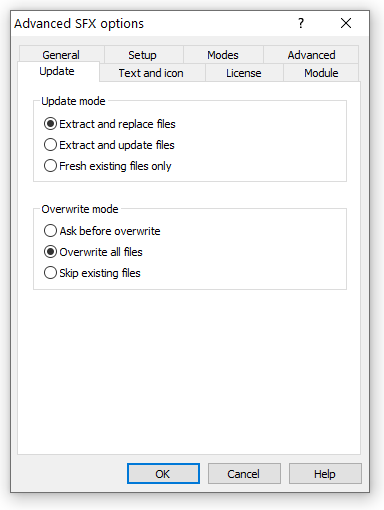 Advanced SFX options ?
General Setup Modes Advanced
Update Text and icon License Module
Update mode
Extract and replace files
Extract and update files
Fresh existing files only
Overwrite mode
Ask before overwrite
Overwrite all files
Skip existing files
OK Cancel Help